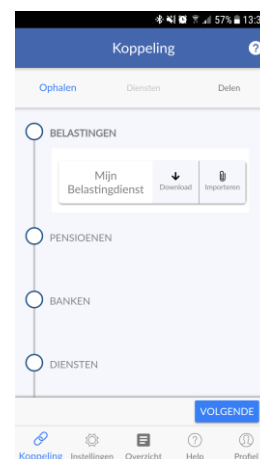 57% 13:3
Koppeling
?
Ophalen Diensten Delen
BELASTINGEN
Mijn
Belastingdienst
Download Importeren
PENSIOENEN
BANKEN
DIENSTEN
VOLGENDE
Koppeling Instellingen Overzicht Help Profiel